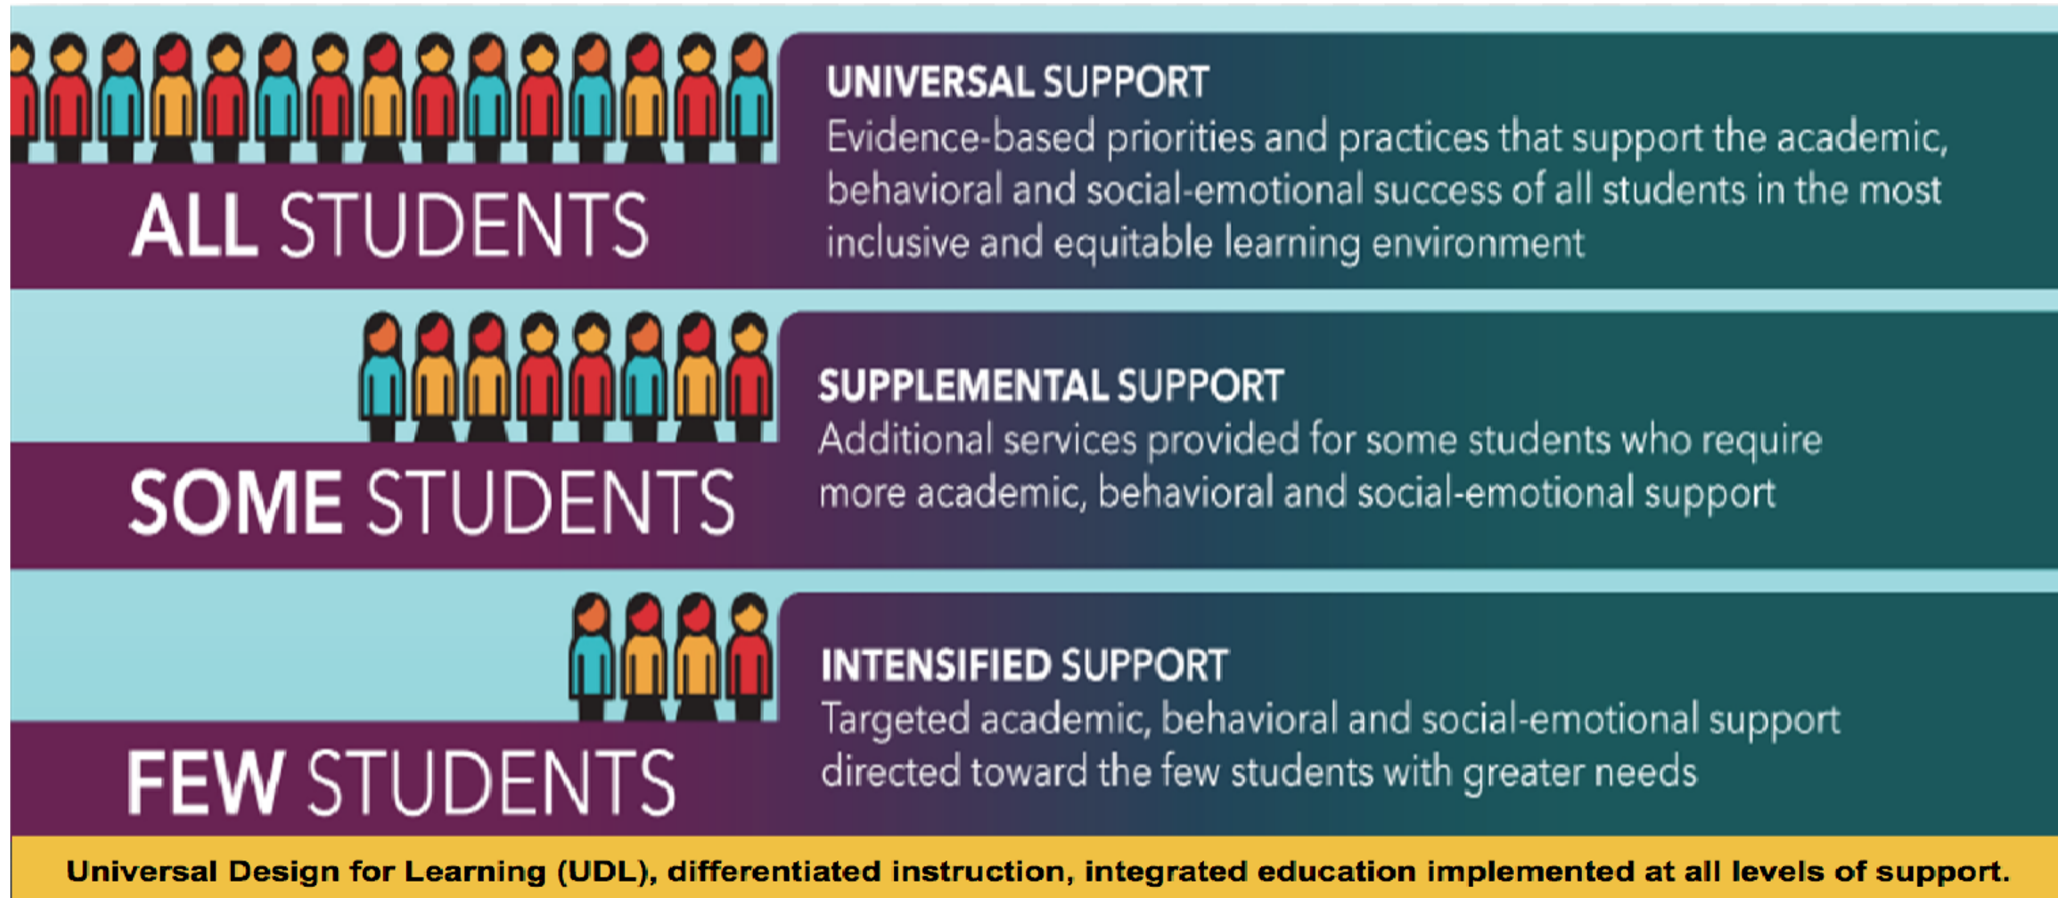 UNIVERSAL SUPPORT
Evidence-based priorities and practices that support the academic,
behavioral and social-emotional success of all students in the most
inclusive and equitable learning environment
ALL STUDENTS
SUPPLEMENTAL SUPPORT
Additional services provided for some students who require
more academic, behavioral and social-emotional support
SOME STUDENTS
INTENSIFIED SUPPORT
Targeted academic, behavioral and social-emotional support
directed toward the few students with greater needs
FEW STUDENTS
Universal Design for Learning (UDL), differentiated instruction, integrated education implemented at all levels of support.